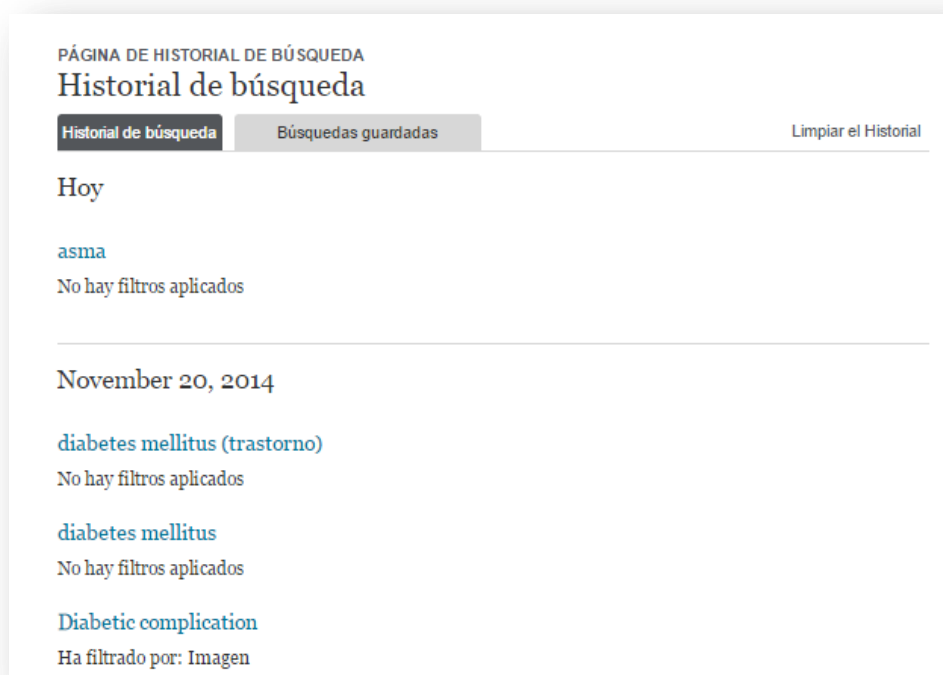 PÁGINA DE HISTORIAL DE BÚSQUEDA
Historial de búsqueda
Historial de búsqueda Búsquedas guardadas Limpiar el Historial
Hoy
asma
No hay filtros aplicados
November 20, 2014
diabetes mellitus (trastorno)
No hay filtros aplicados
diabetes mellitus
No hay filtros aplicados
Diabetic complication
Ha filtrado por: Imagen